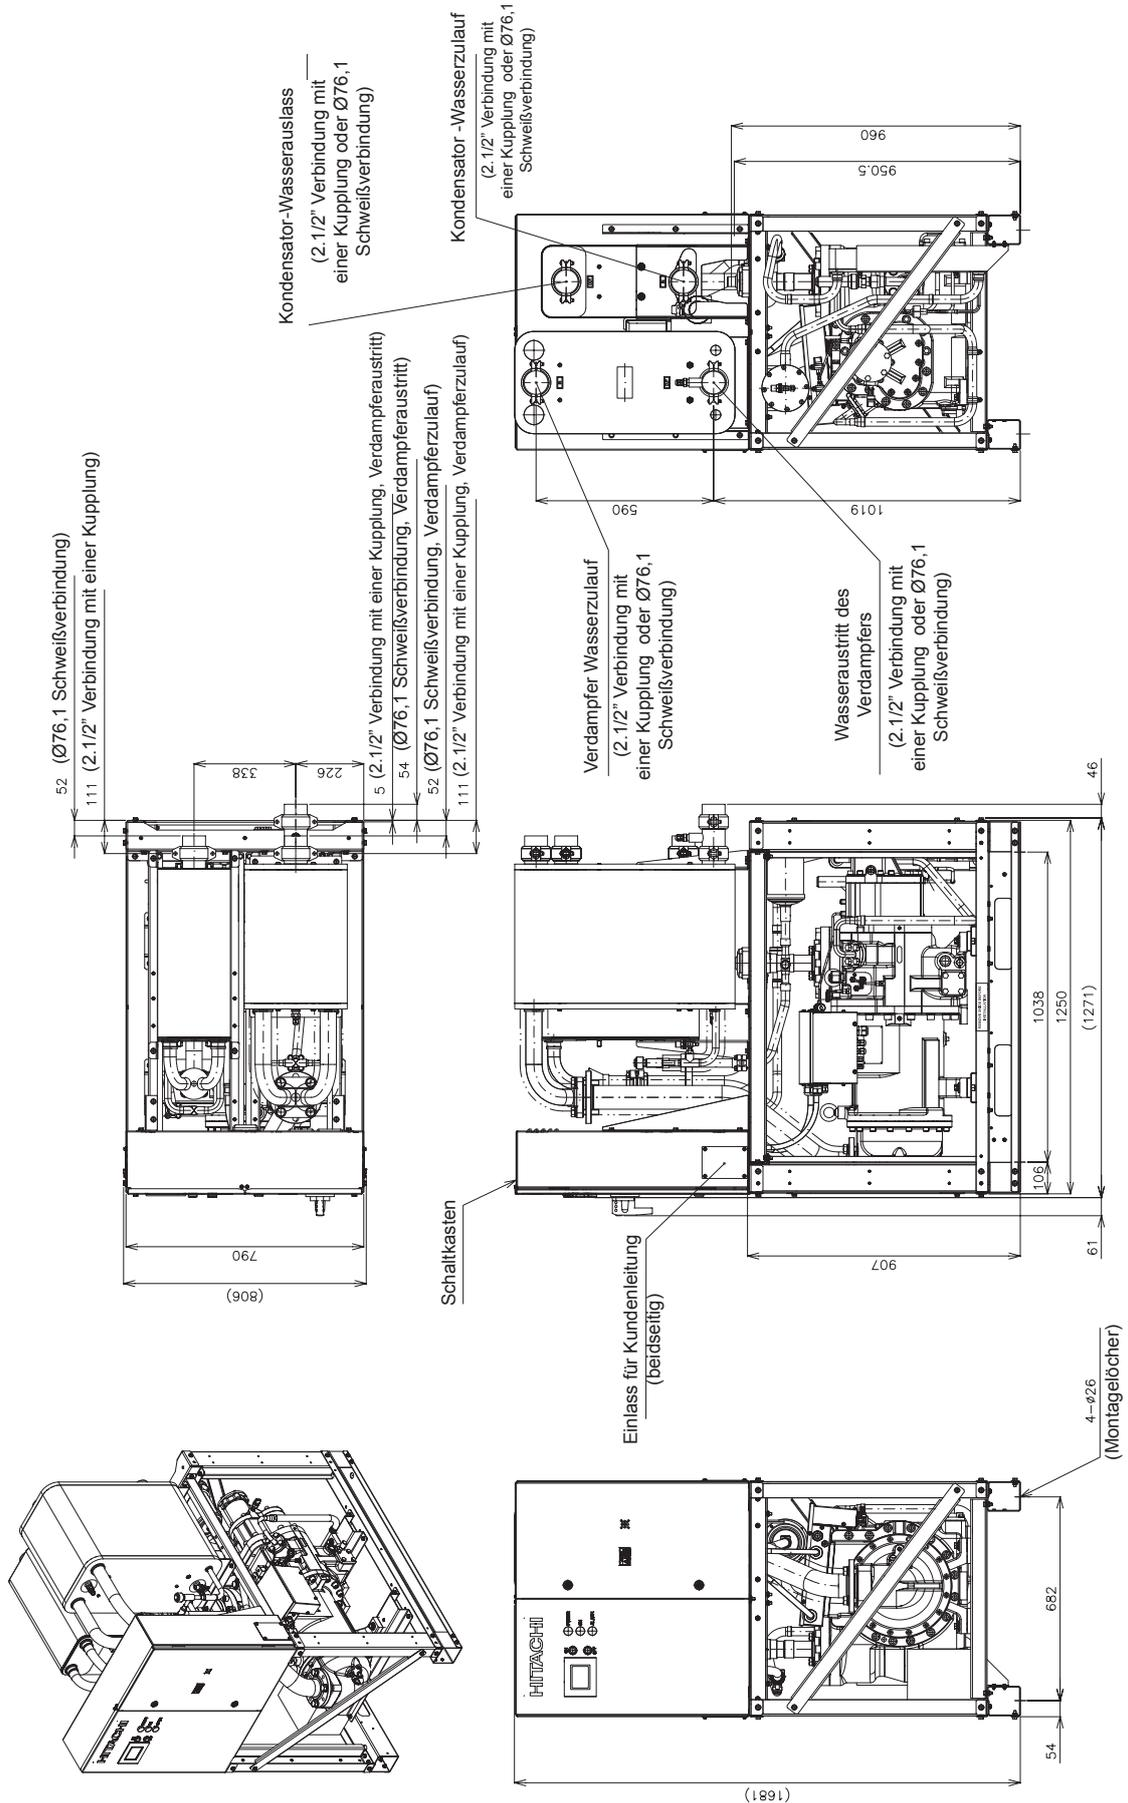 Kondensator-Wasserauslass
(2.1/2” Verbindung mit
einer Kupplung oder Ø76,1
Schweißverbindung)
Kondensator -Wasserzulauf
(2.1/2” Verbindung mit
einer Kupplung  oder Ø76,1
Schweißverbindung)
960
950.5
590
1019
Verdampfer Wasserzulauf
(2.1/2” Verbindung mit
einer Kupplung  oder Ø76,1
Schweißverbindung)
Wasseraustritt des
Verdampfers
(2.1/2” Verbindung mit
einer Kupplung  oder Ø76,1
Schweißverbindung)
52 (Ø76,1 Schweißverbindung)
111 (2.1/2” Verbindung mit einer Kupplung)
5 (2.1/2” Verbindung mit einer Kupplung, Verdampferaustritt)
54 (Ø76,1 Schweißverbindung, Verdampferaustritt)
52 (Ø76,1 Schweißverbindung, Verdampferzulauf)
111 (2.1/2” Verbindung mit einer Kupplung, Verdampferzulauf)
338
226
790
(806)
46
1038
1250
(1271)
106
61
907
Schaltkasten
Einlass für Kundenleitung
(beidseitig)
4-ø26
(Montagelöcher)
HITACHI
HITACHI
682
54
(1681)